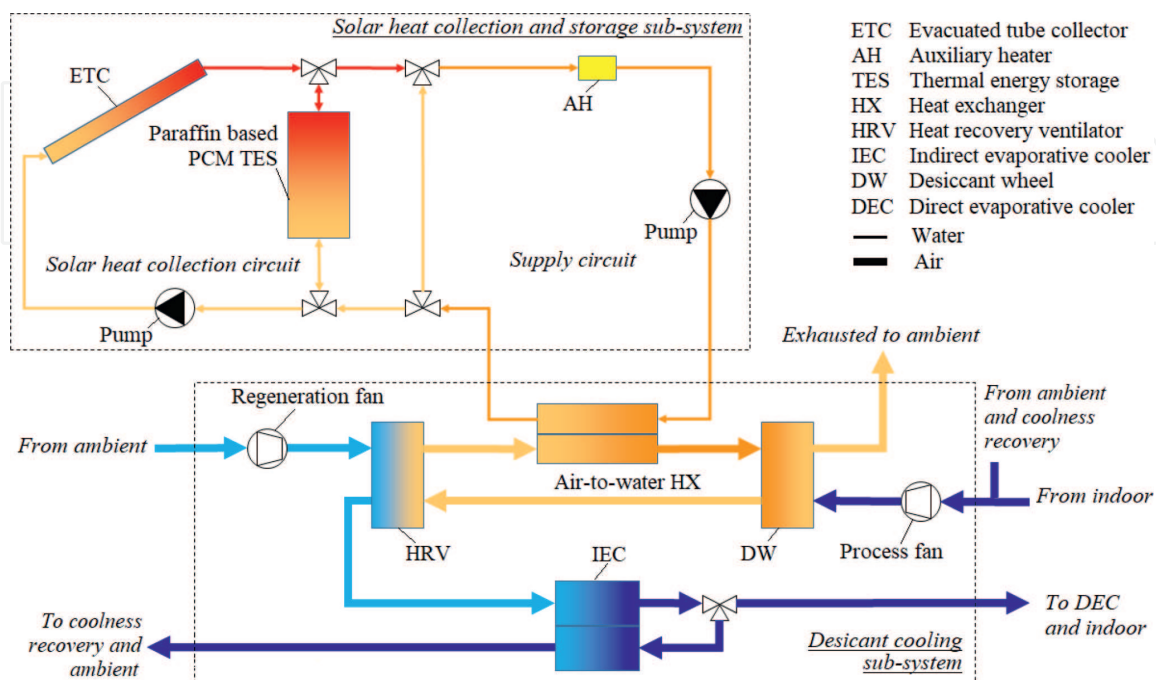 Solar heat collection and storage sub-system
ETC
AH
Paraffin based
PCM TES
Pump
Solar heat collection circuit
Supply circuit
Pump
ETC Evacuated tube collector
AH Auxiliary heater
TES Thermal energy storage
HX Heat exchanger
HRV Heat recovery ventilator
IEC Indirect evaporative cooler
DW Desiccant wheel
DEC Direct evaporative cooler
Water
Air
Exhausted to ambient
Regeneration fan
From ambient
and coolness
recovery
From ambient
Air-to-water HX
From indoor
HRV
IEC
DW
Process fan
To coolness
recovery and
ambient
To DEC
and indoor
Desicant cooling
sub-system